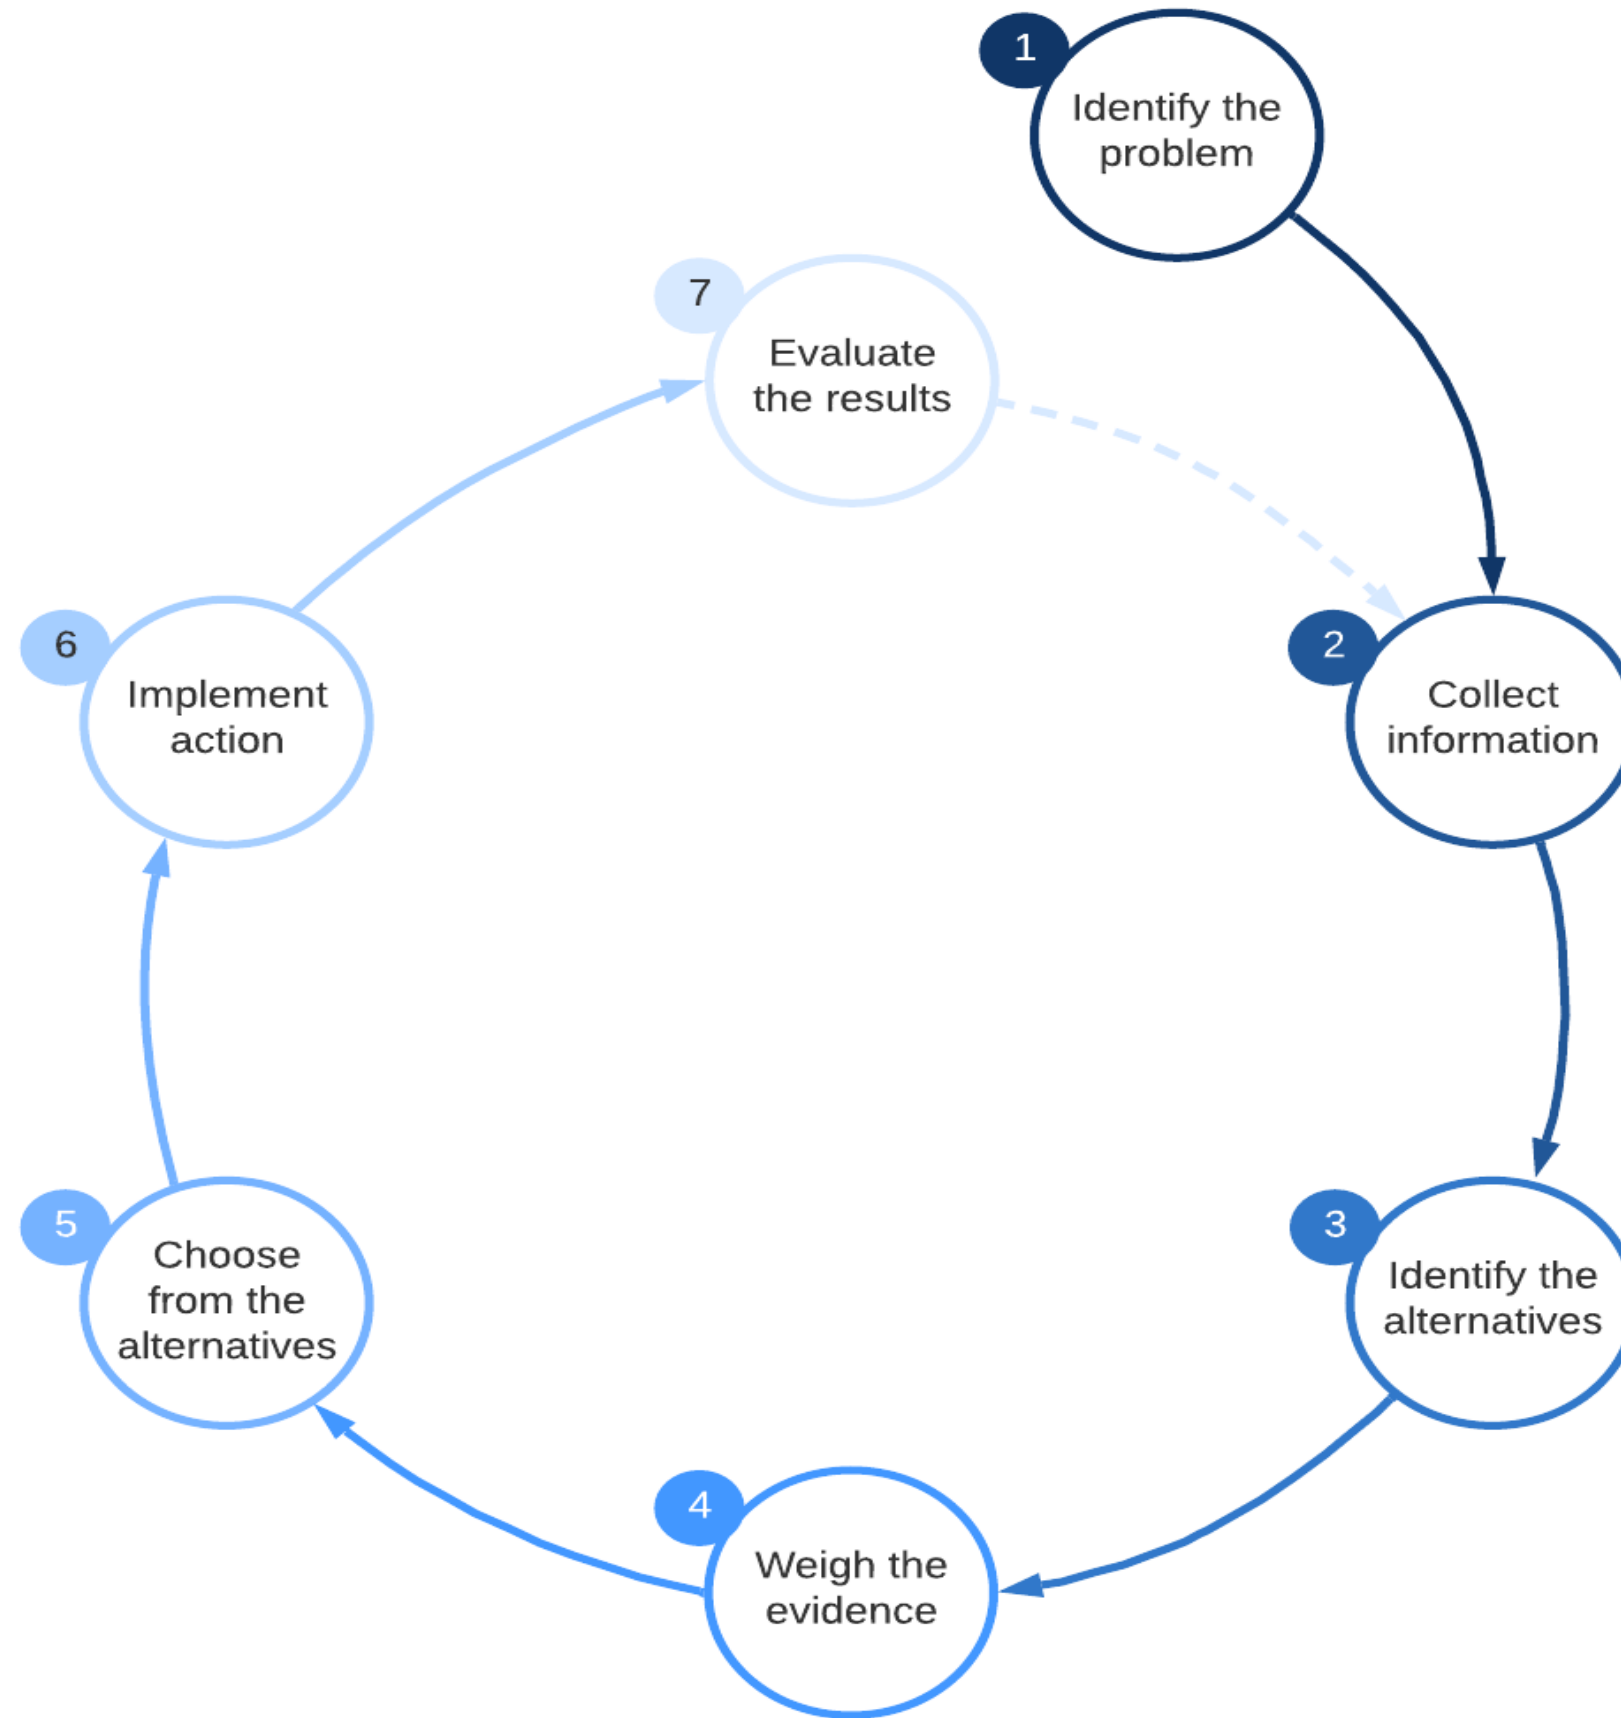 1
Identify the
problem
2
Collect
information
3
Identify the
alternatives
4
Weigh the
evidence
5
Choose
from the
alternatives
6
Implement
action
7
Evaluate
the results